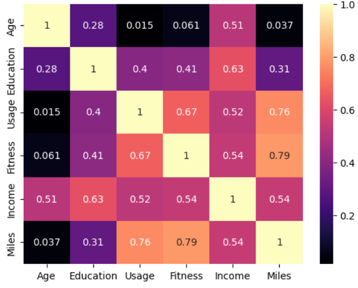 Age 1 0.28 0.015 0.061 0.51 0.037
Education 0.28 1 0.4 0.41 0.63 0.31
Usage 0.015 0.4 1 0.67 0.52 0.76
Fitness 0.061 0.41 0.67 1 0.54 0.79
Income 0.51 0.63 0.52 0.54 1 0.54
Miles 0.037 0.31 0.76 0.79 0.54 1
Age Education Usage Fitness Income Miles
1.0
0.8
0.6
0.4
0.2